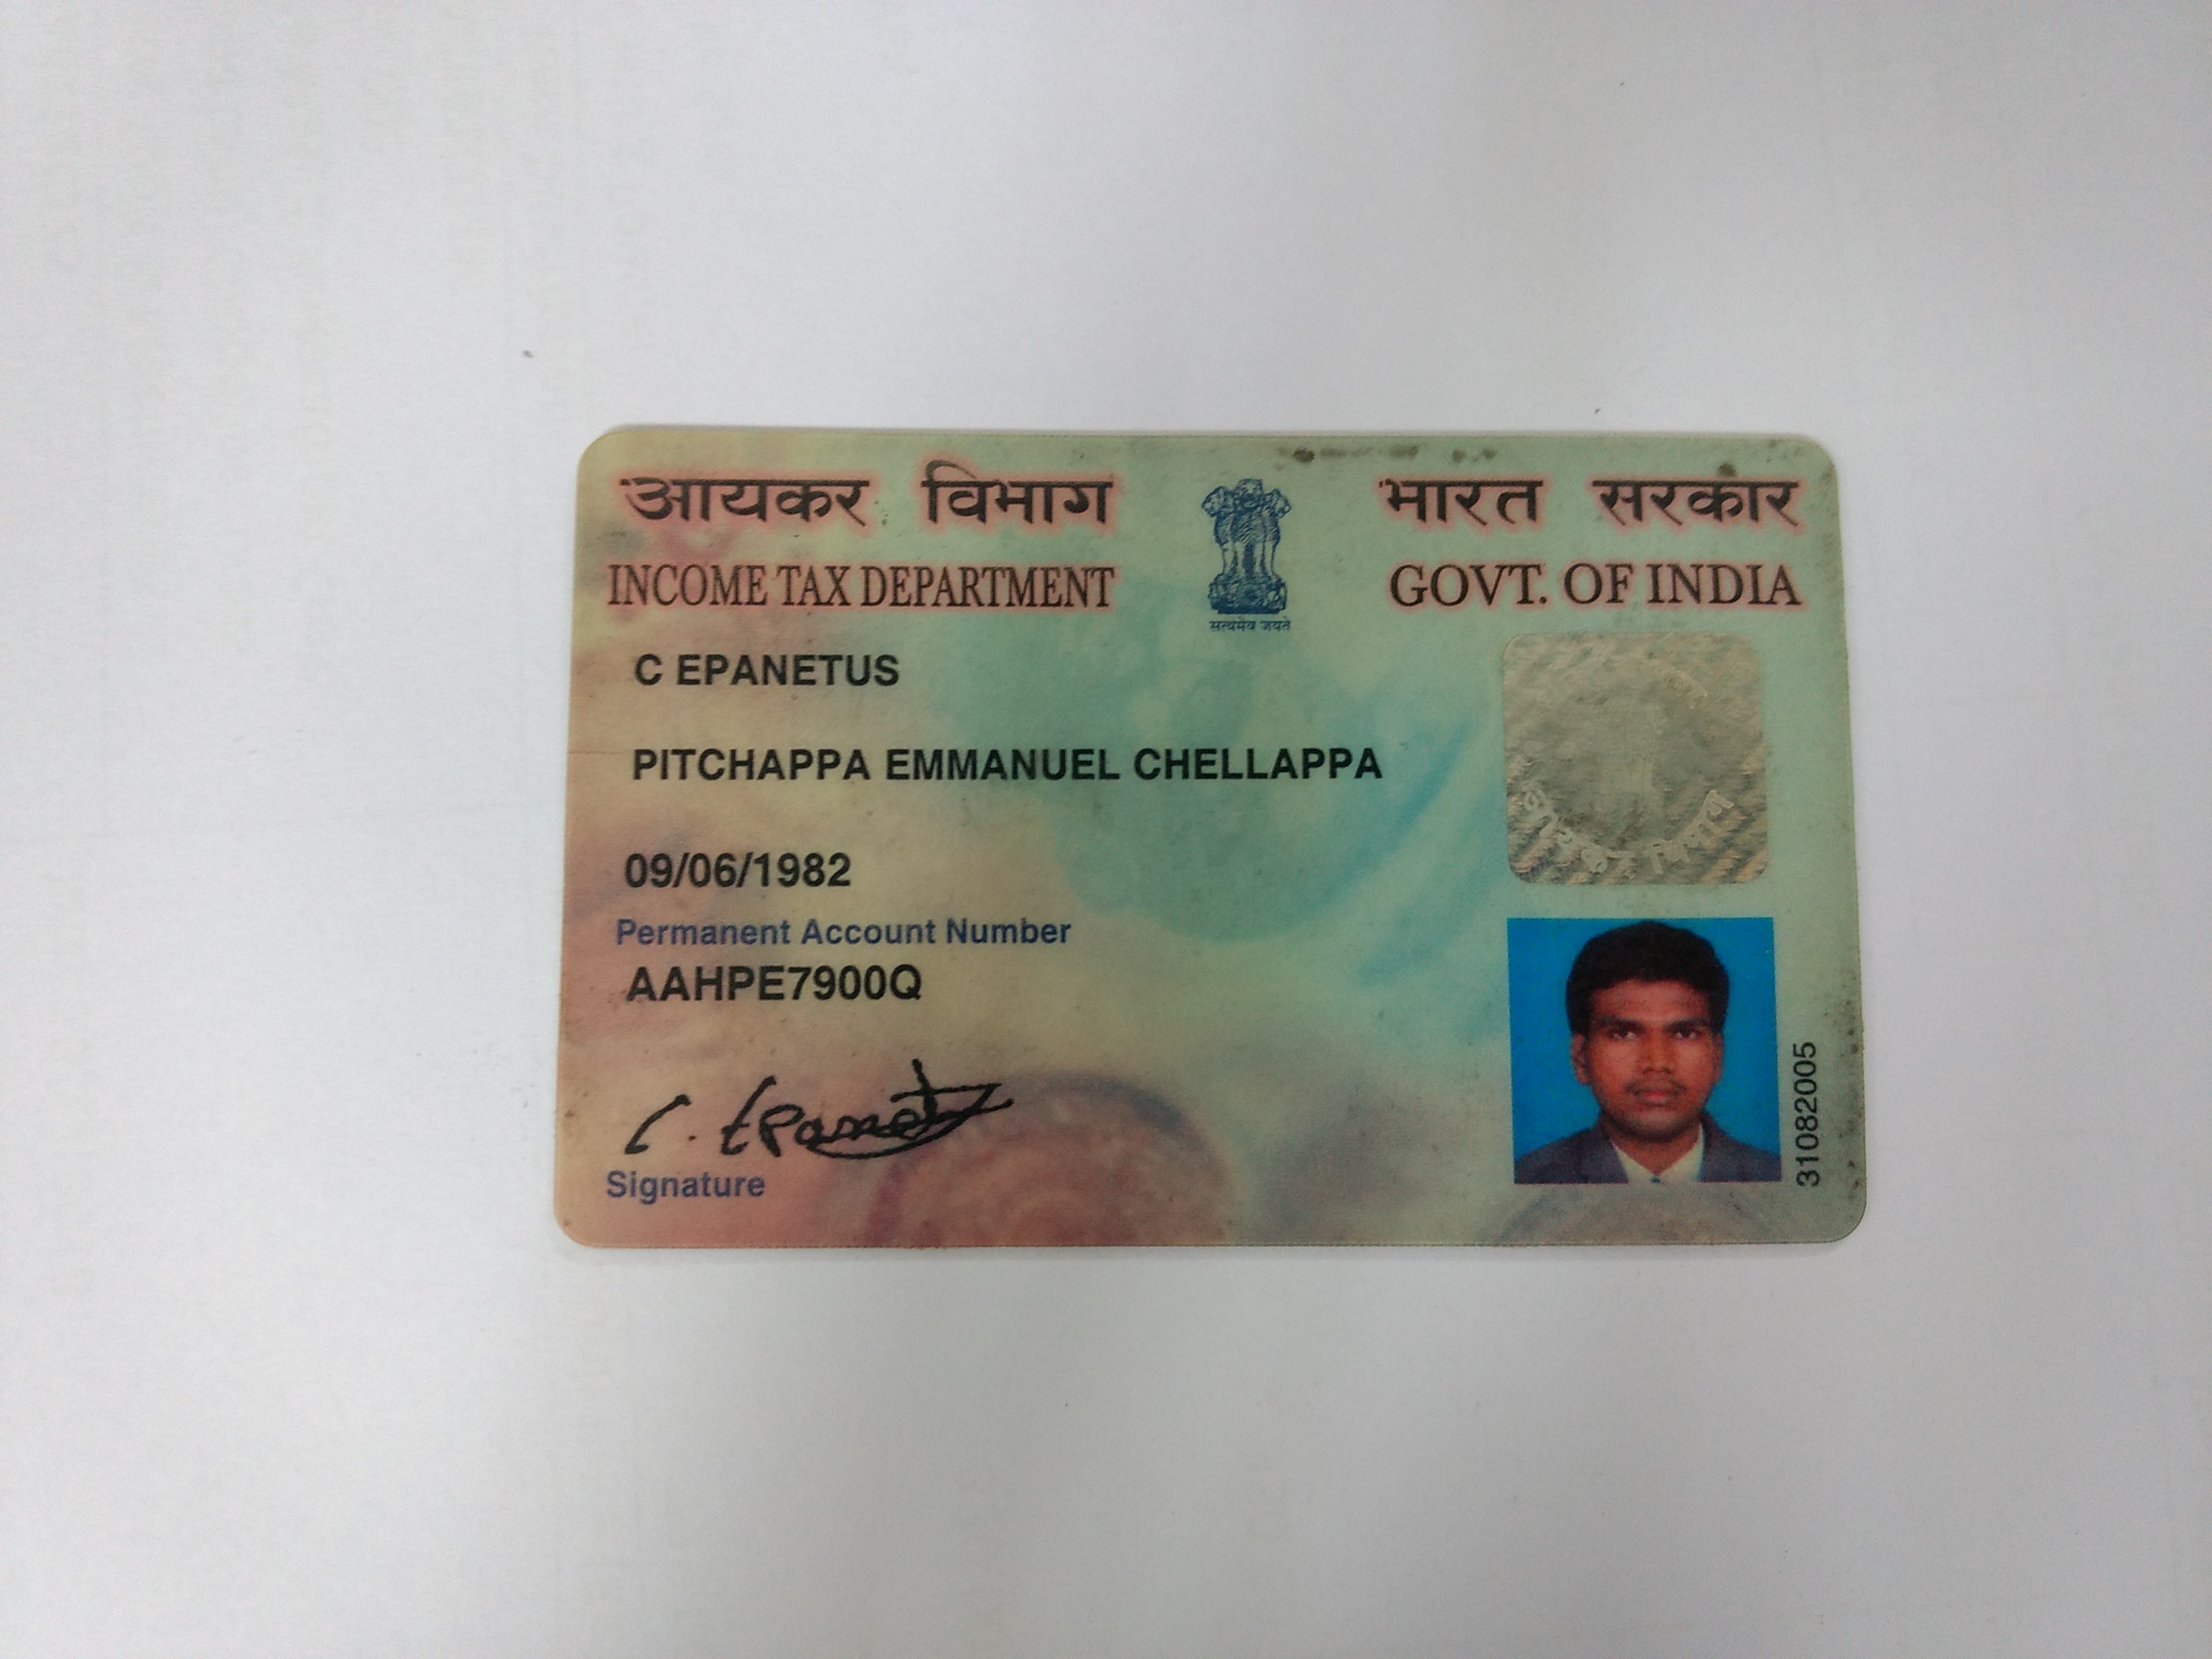 आयकर विभाग
INCOME TAX DEPARTMENT
सत्यमेव जयते
भारत सरकार
GOVT. OF INDIA
C EPANETUS
PITCHAPPA EMMANUEL CHELLAPPA
09/06/1982
Permanent Account Number
AAHPE7900Q
C. Epanetus
Signature
आयकर विभाग
31082005